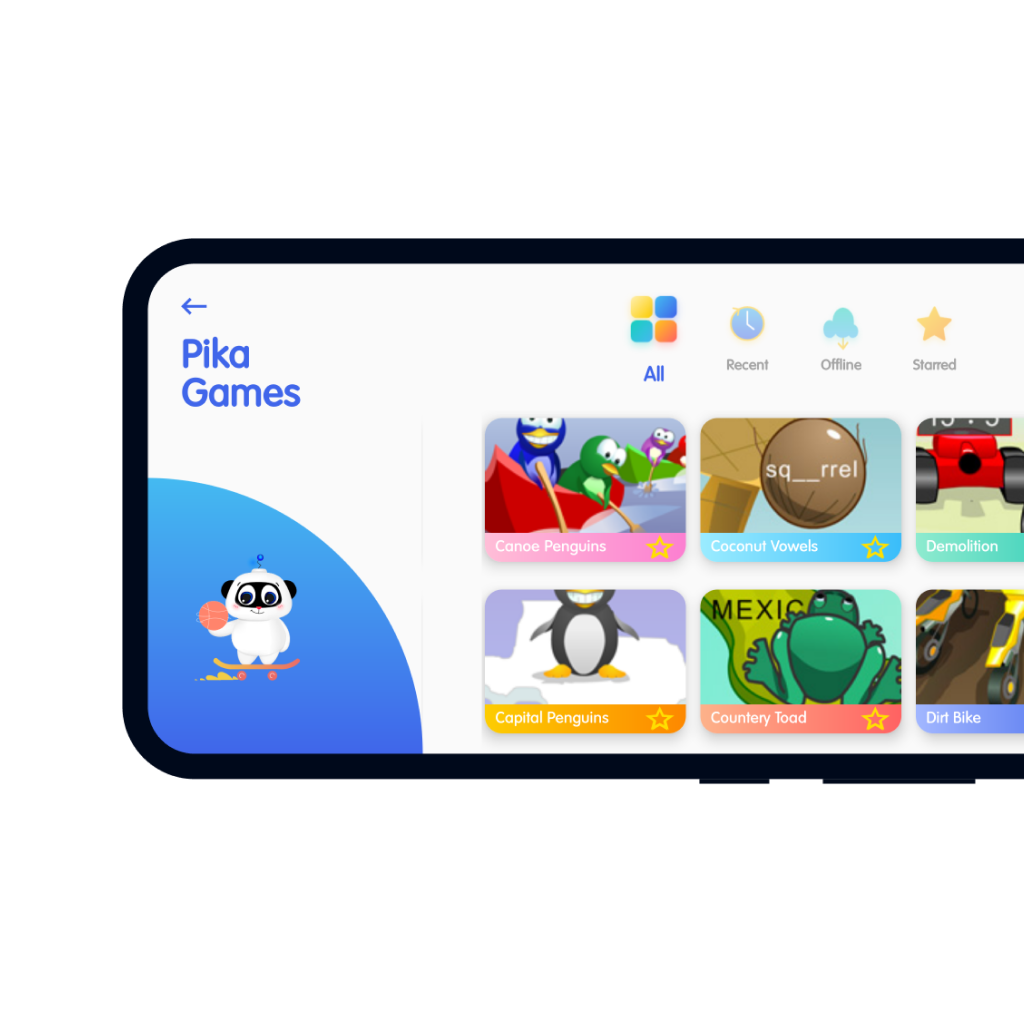 Pika
Games
All
Recent
Offline
Starred
sq__rrel
Canoe Penguins
Coconut Vowels
Demolition
MEXIC
Capital Penguins
Countery Toad
Dirt Bike